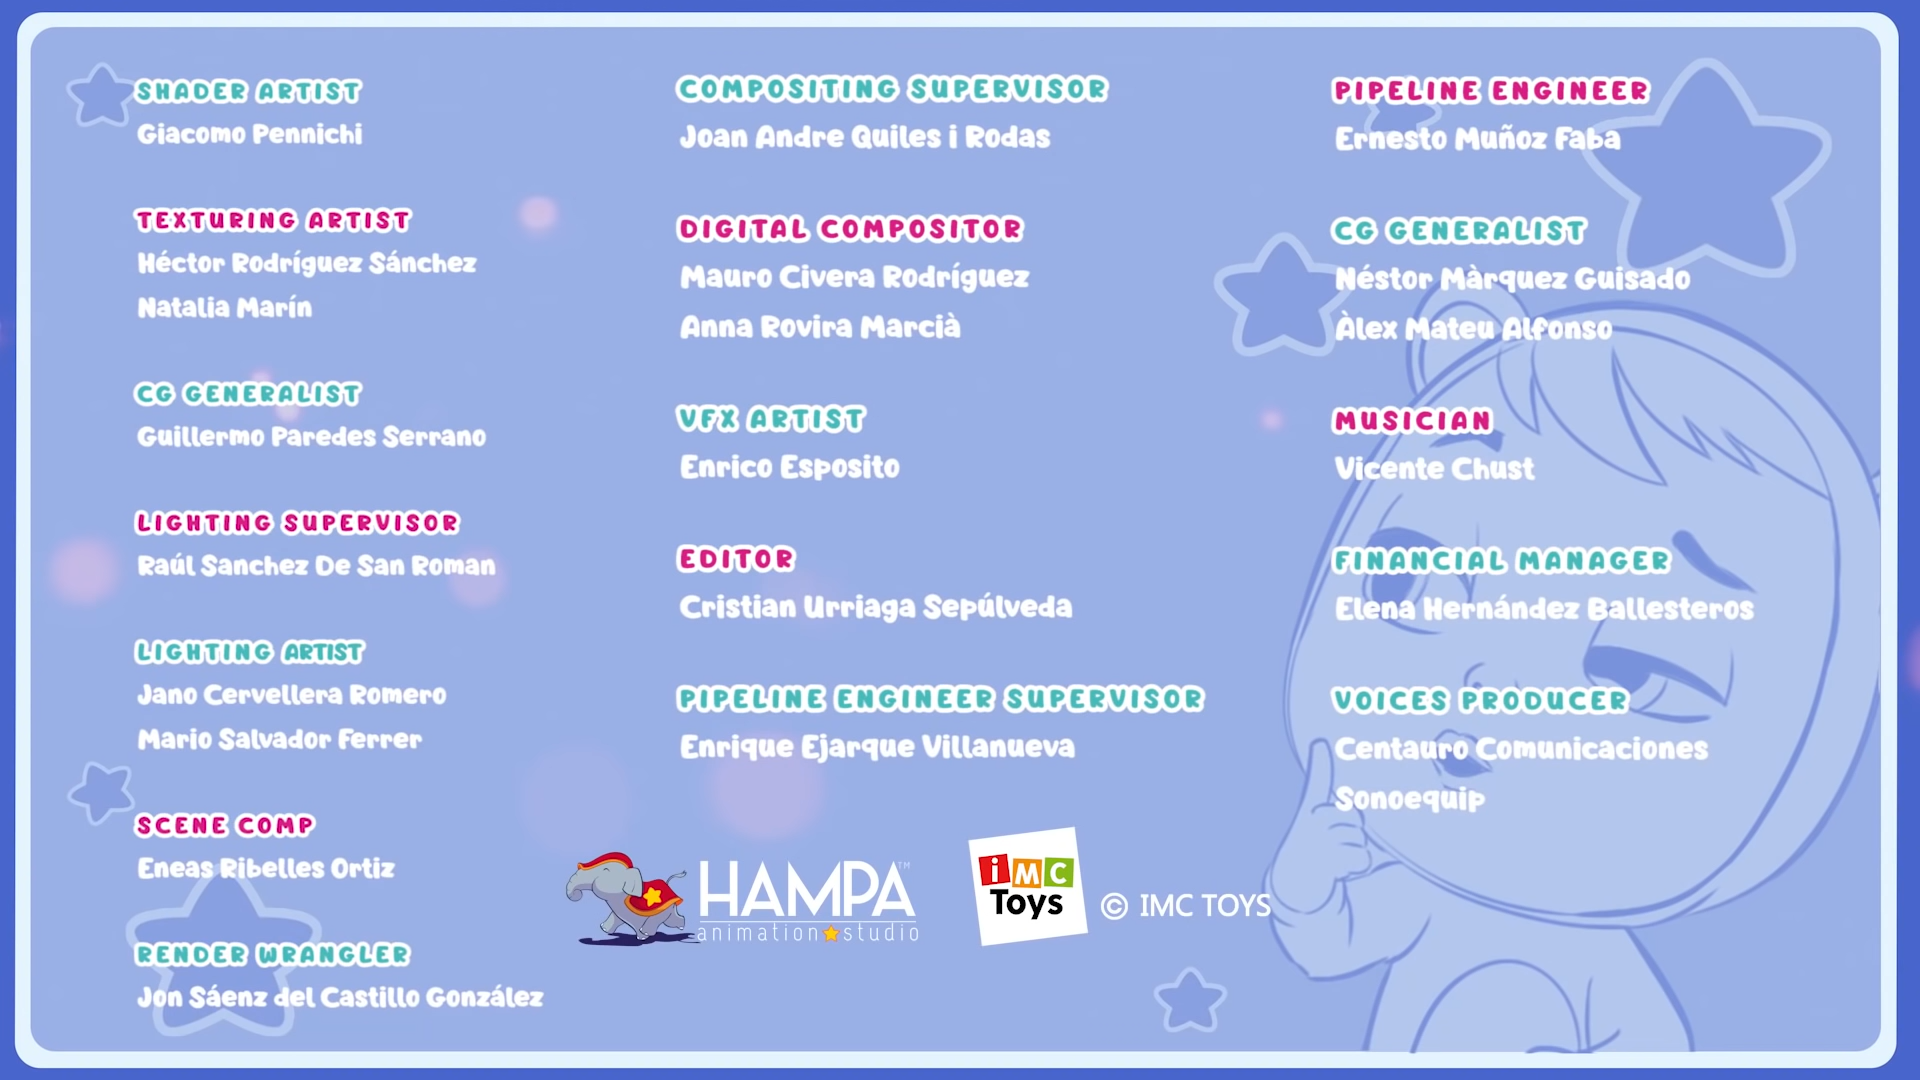 SHADER ARTIST
Giacomo Pennichi
TEXTURING ARTIST
Héctor Rodríguez Sánchez
Natalia Marín
CG GENERALIST
Guillermo Paredes Serrano
LIGHTING SUPERVISOR
Raúl Sanchez De San Roman
LIGHTING ARTIST
Jano Cervellera Romero
Mario Salvador Ferrer
SCENE COMP
Eneas Ribelles Ortiz
RENDER WRANGLER
Jon Sáenz del Castillo González
COMPOSITING SUPERVISOR
Joan Andre Quiles i Rodas
DIGITAL COMPOSITOR
Mauro Civera Rodríguez
Anna Rovira Marcià
VFX ARTIST
Enrico Esposito
EDITOR
Cristian Urriaga Sepúlveda
PIPELINE ENGINEER SUPERVISOR
Enrique Ejarque Villanueva
HAMPA™
animation studio
iMC
Toys
© IMC TOYS
PIPELINE ENGINEER
Ernesto Muñoz Faba
CG GENERALIST
Néstor Màrquez Guisado
Àlex Mateu Alfonso
MUSICIAN
Vicente Chust
FINANCIAL MANAGER
Elena Hernández Ballesteros
VOICES PRODUCER
Centauro Comunicaciones
Sonoequip